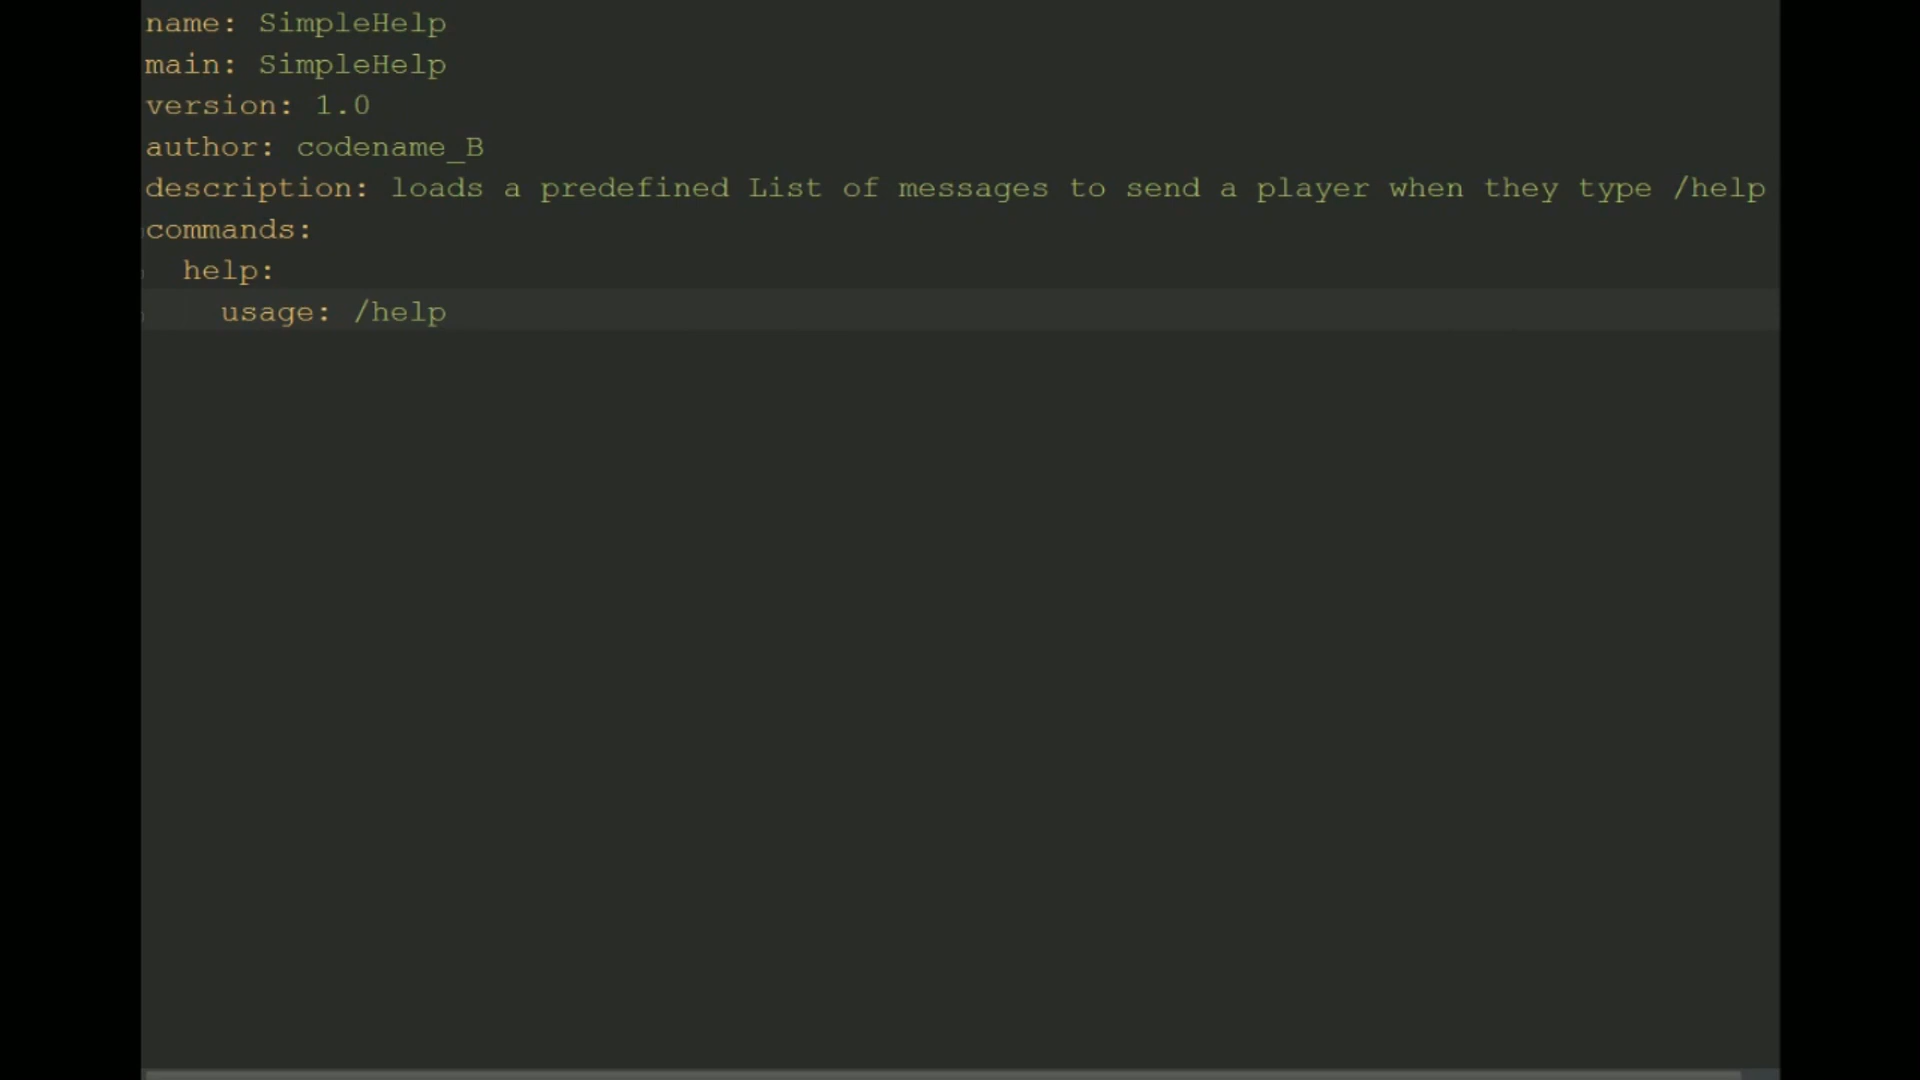 name: SimpleHelp
main: SimpleHelp
version: 1.0
author: codename_B
description: loads a predefined List of messages to send a player when they type /help
commands:
  help:
    usage: /help